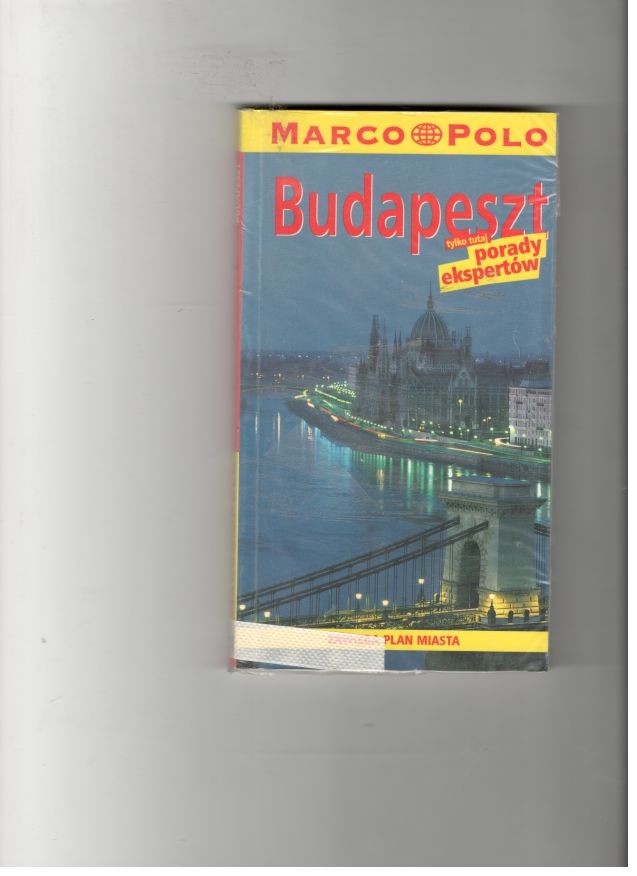 MARCO POLO
Budapeszt
tylko tutaj
porady
ekspertów
PLAN MIASTA